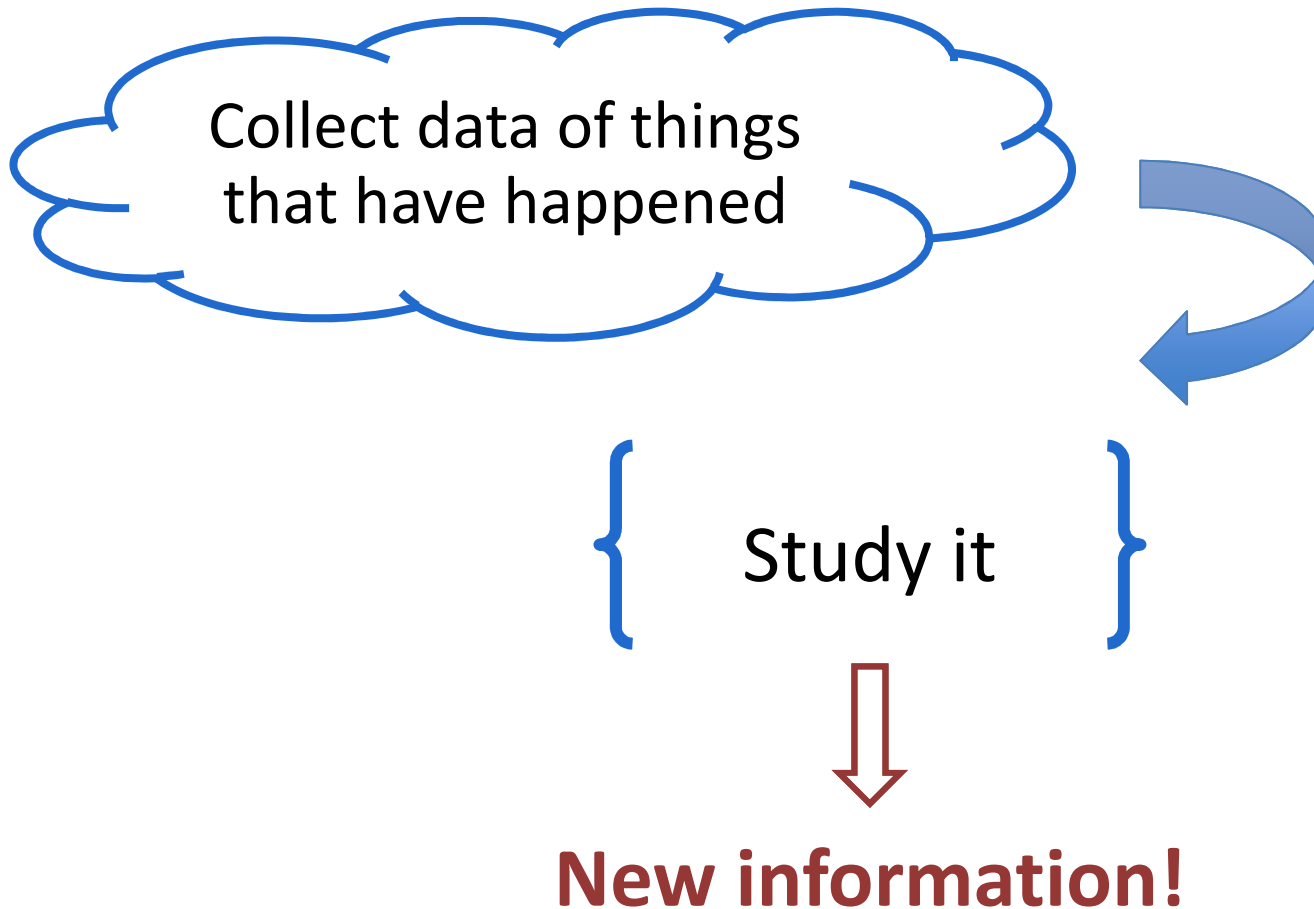 Collect data of things
that have happened
Study it
New information!